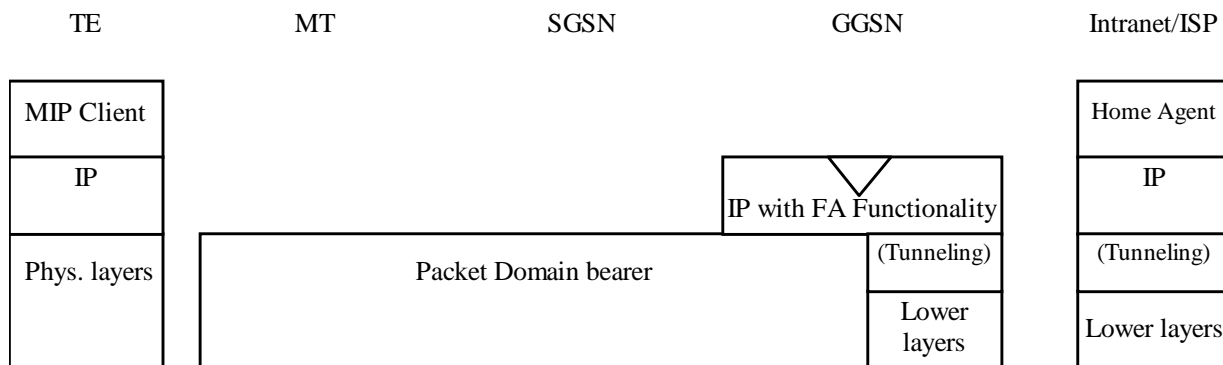 TE MT SGSN GGSN Intranet/ISP
MIP Client Home Agent
IP IP
IP with FA Functionality
Phys. layers Packet Domain bearer (Tunneling) (Tunneling)
Lower
layers Lower layers